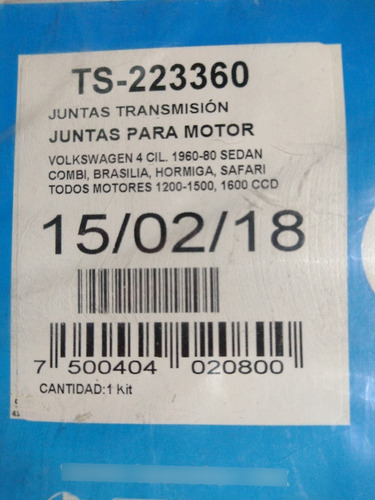 TS-223360
JUNTAS TRANSMISIÓN
JUNTAS PARA MOTOR
VOLKSWAGEN 4 CIL. 1960-80 SEDAN
COMBI, BRASILIA, HORMIGA, SAFARI
TODOS MOTORES 1200-1500, 1600 CCD
15/02/18
7 500404 020800
CANTIDAD:1 Kit